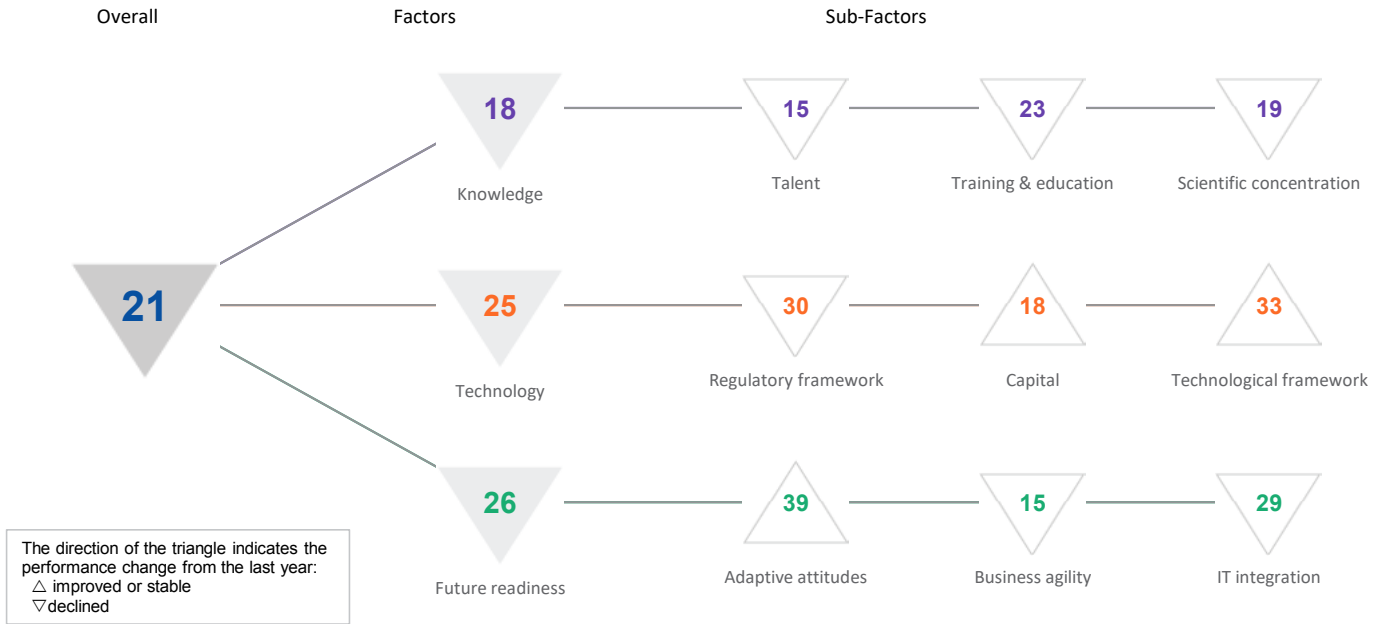 Overall
Factors
Sub-Factors
18
15
23
19
Knowledge
Talent
Training & education
Scientific concentration
21
25
30
18
33
Technology
Regulatory framework
Capital
Technological framework
26
39
15
29
Future readiness
Adaptive attitudes
Business agility
IT integration
The direction of the triangle indicates the
performance change from the last year:
△ improved or stable
▽declined